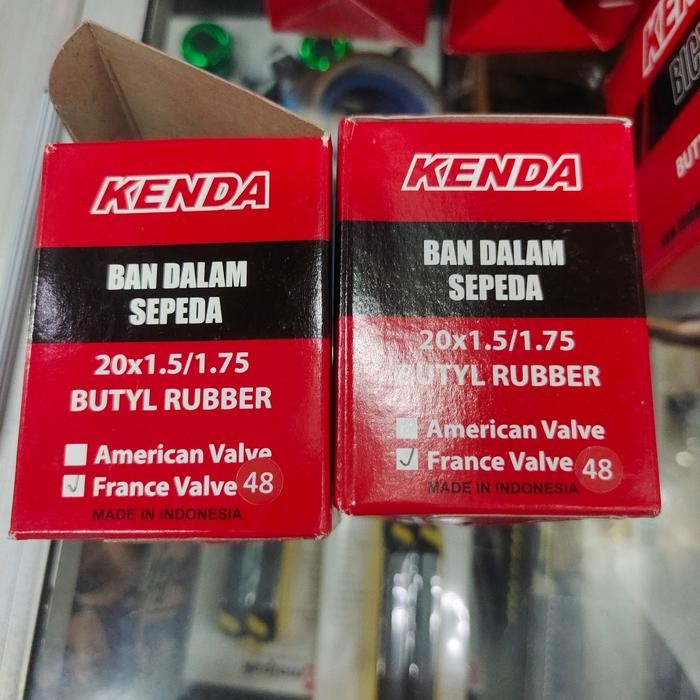 KENDA
BAN DALAM
SEPEDA
20x1.5/1.75
BUTYL RUBBER
American Valve
France Valve 48
MADE IN INDONESIA
KENDA
BAN DALAM
SEPEDA
20x1.5/1.75
BUTYL RUBBER
American Valve
France Valve 48
MADE IN INDONESIA